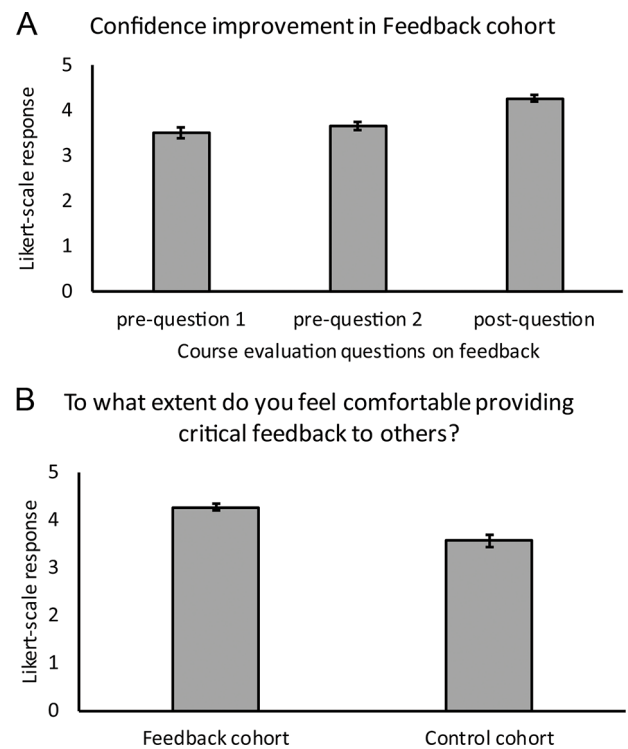 A
Confidence improvement in Feedback cohort
Likert-scale response
5
4
3
2
1
0
pre-question 1
pre-question 2
post-question
Course evaluation questions on feedback
B
To what extent do you feel comfortable providing
critical feedback to others?
Likert-scale response
5
4
3
2
1
0
Feedback cohort
Control cohort